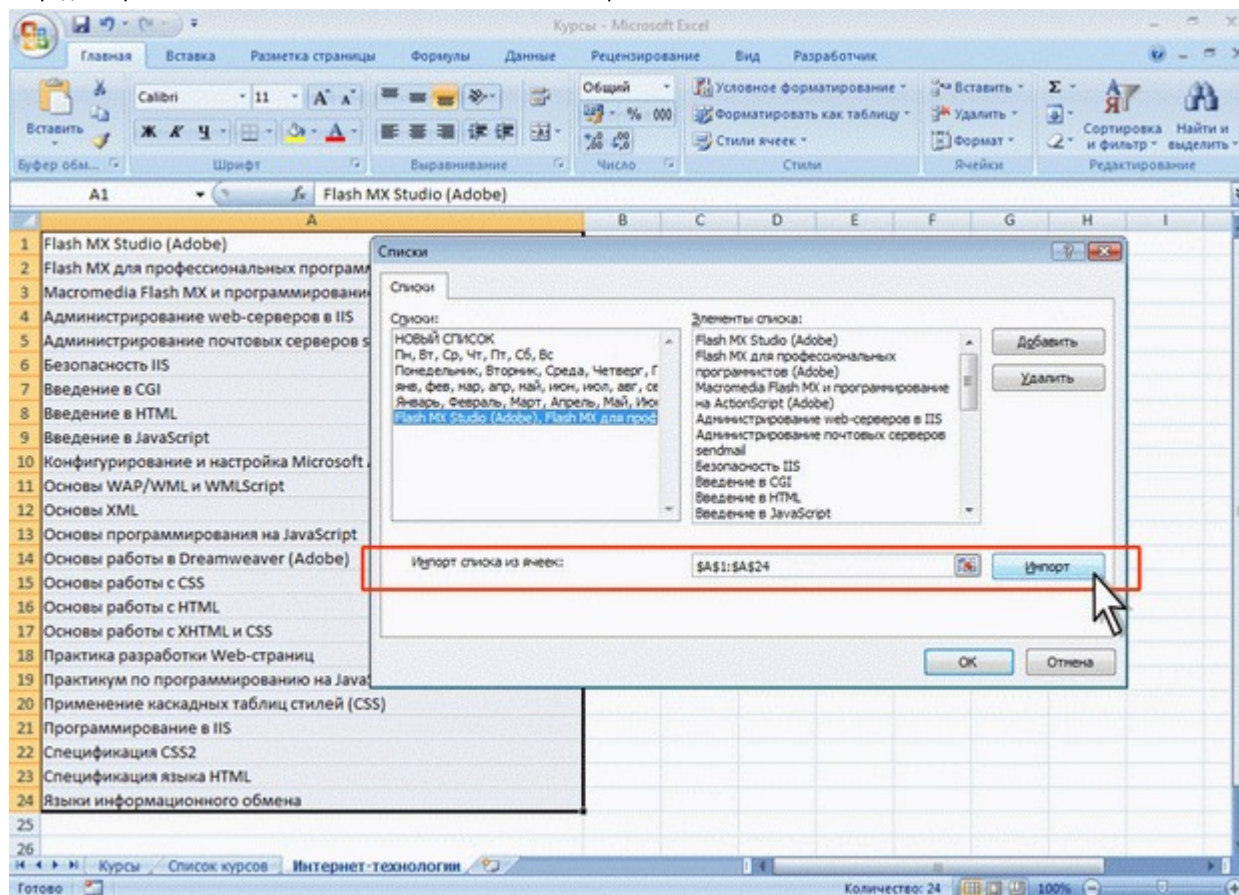 Курсы - Microsoft Excel
Главная Вставка Разметка страницы Формулы Данные Рецензирование Вид Разработчик
Вставить
Calibri 11
Ж К Ч
Общий
% 000
Условное форматирование
Форматировать как таблицу
Стили ячеек
Вставить
Удалить
Формат
Σ
Сортировка и фильтр
Найти и выделить
Буфер обм... Шрифт Выравнивание Число Стили Ячейки Редактирование
A1 fx Flash MX Studio (Adobe)
A B C D E F G H I
1 Flash MX Studio (Adobe)
2 Flash MX для профессиональных програм
3 Macromedia Flash MX и программировани
4 Администрирование web-серверов в IIS
5 Администрирование почтовых серверов s
6 Безопасность IIS
7 Введение в CGI
8 Введение в HTML
9 Введение в JavaScript
10 Конфигурирование и настройка Microsoft
11 Основы WAP/WML и WMLScript
12 Основы XML
13 Основы программирования на JavaScript
14 Основы работы в Dreamweaver (Adobe)
15 Основы работы с CSS
16 Основы работы с HTML
17 Основы работы с XHTML и CSS
18 Практика разработки Web-страниц
19 Практикум по программированию на Java
20 Применение каскадных таблиц стилей (CSS)
21 Программирование в IIS
22 Спецификация CSS2
23 Спецификация языка HTML
24 Языки информационного обмена
25
26
Списки
Списки
Списки:
НОВЫЙ СПИСОК
Пн, Вт, Ср, Чт, Пт, Сб, Вс
Понедельник, Вторник, Среда, Четверг, П
янв, фев, мар, апр, май, июн, июл, авг, се
Январь, Февраль, Март, Апрель, Май, Июн
Flash MX Studio (Adobe), Flash MX для проф
Элементы списка:
Flash MX Studio (Adobe)
Flash MX для профессиональных
программистов (Adobe)
Macromedia Flash MX и программирование
на ActionScript (Adobe)
Администрирование web-серверов в IIS
Администрирование почтовых серверов
sendmail
Безопасность IIS
Введение в CGI
Введение в HTML
Введение в JavaScript
Добавить
Удалить
Импорт списка из ячеек: $A$1:$A$24 Импорт
OK Отмена
Курсы Список курсов Интернет-технологии
Готово Количество: 24 100%